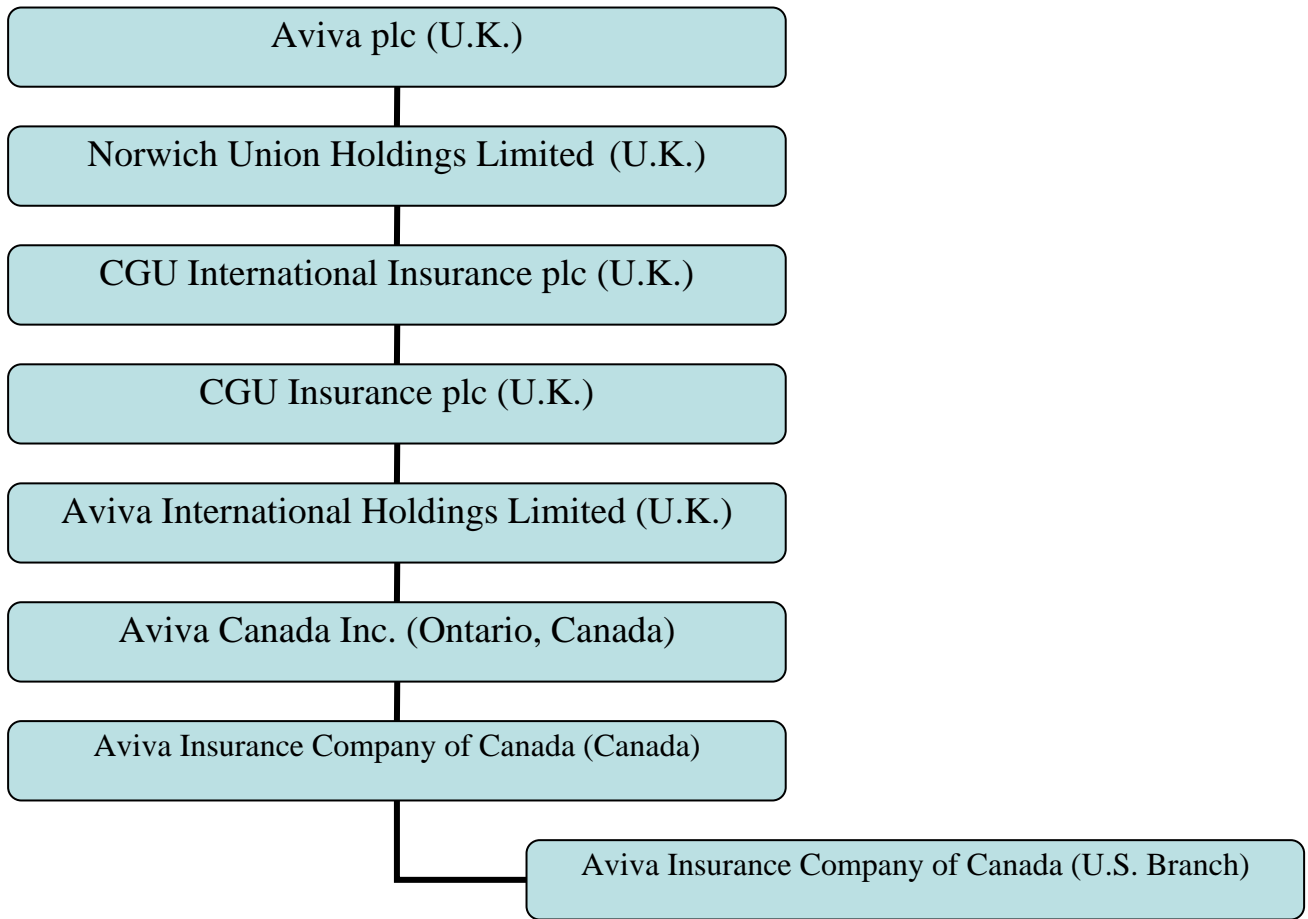 Aviva plc (U.K.)
Norwich Union Holdings Limited (U.K.)
CGU International Insurance plc (U.K.)
CGU Insurance plc (U.K.)
Aviva International Holdings Limited (U.K.)
Aviva Canada Inc. (Ontario, Canada)
Aviva Insurance Company of Canada (Canada)
Aviva Insurance Company of Canada (U.S. Branch)